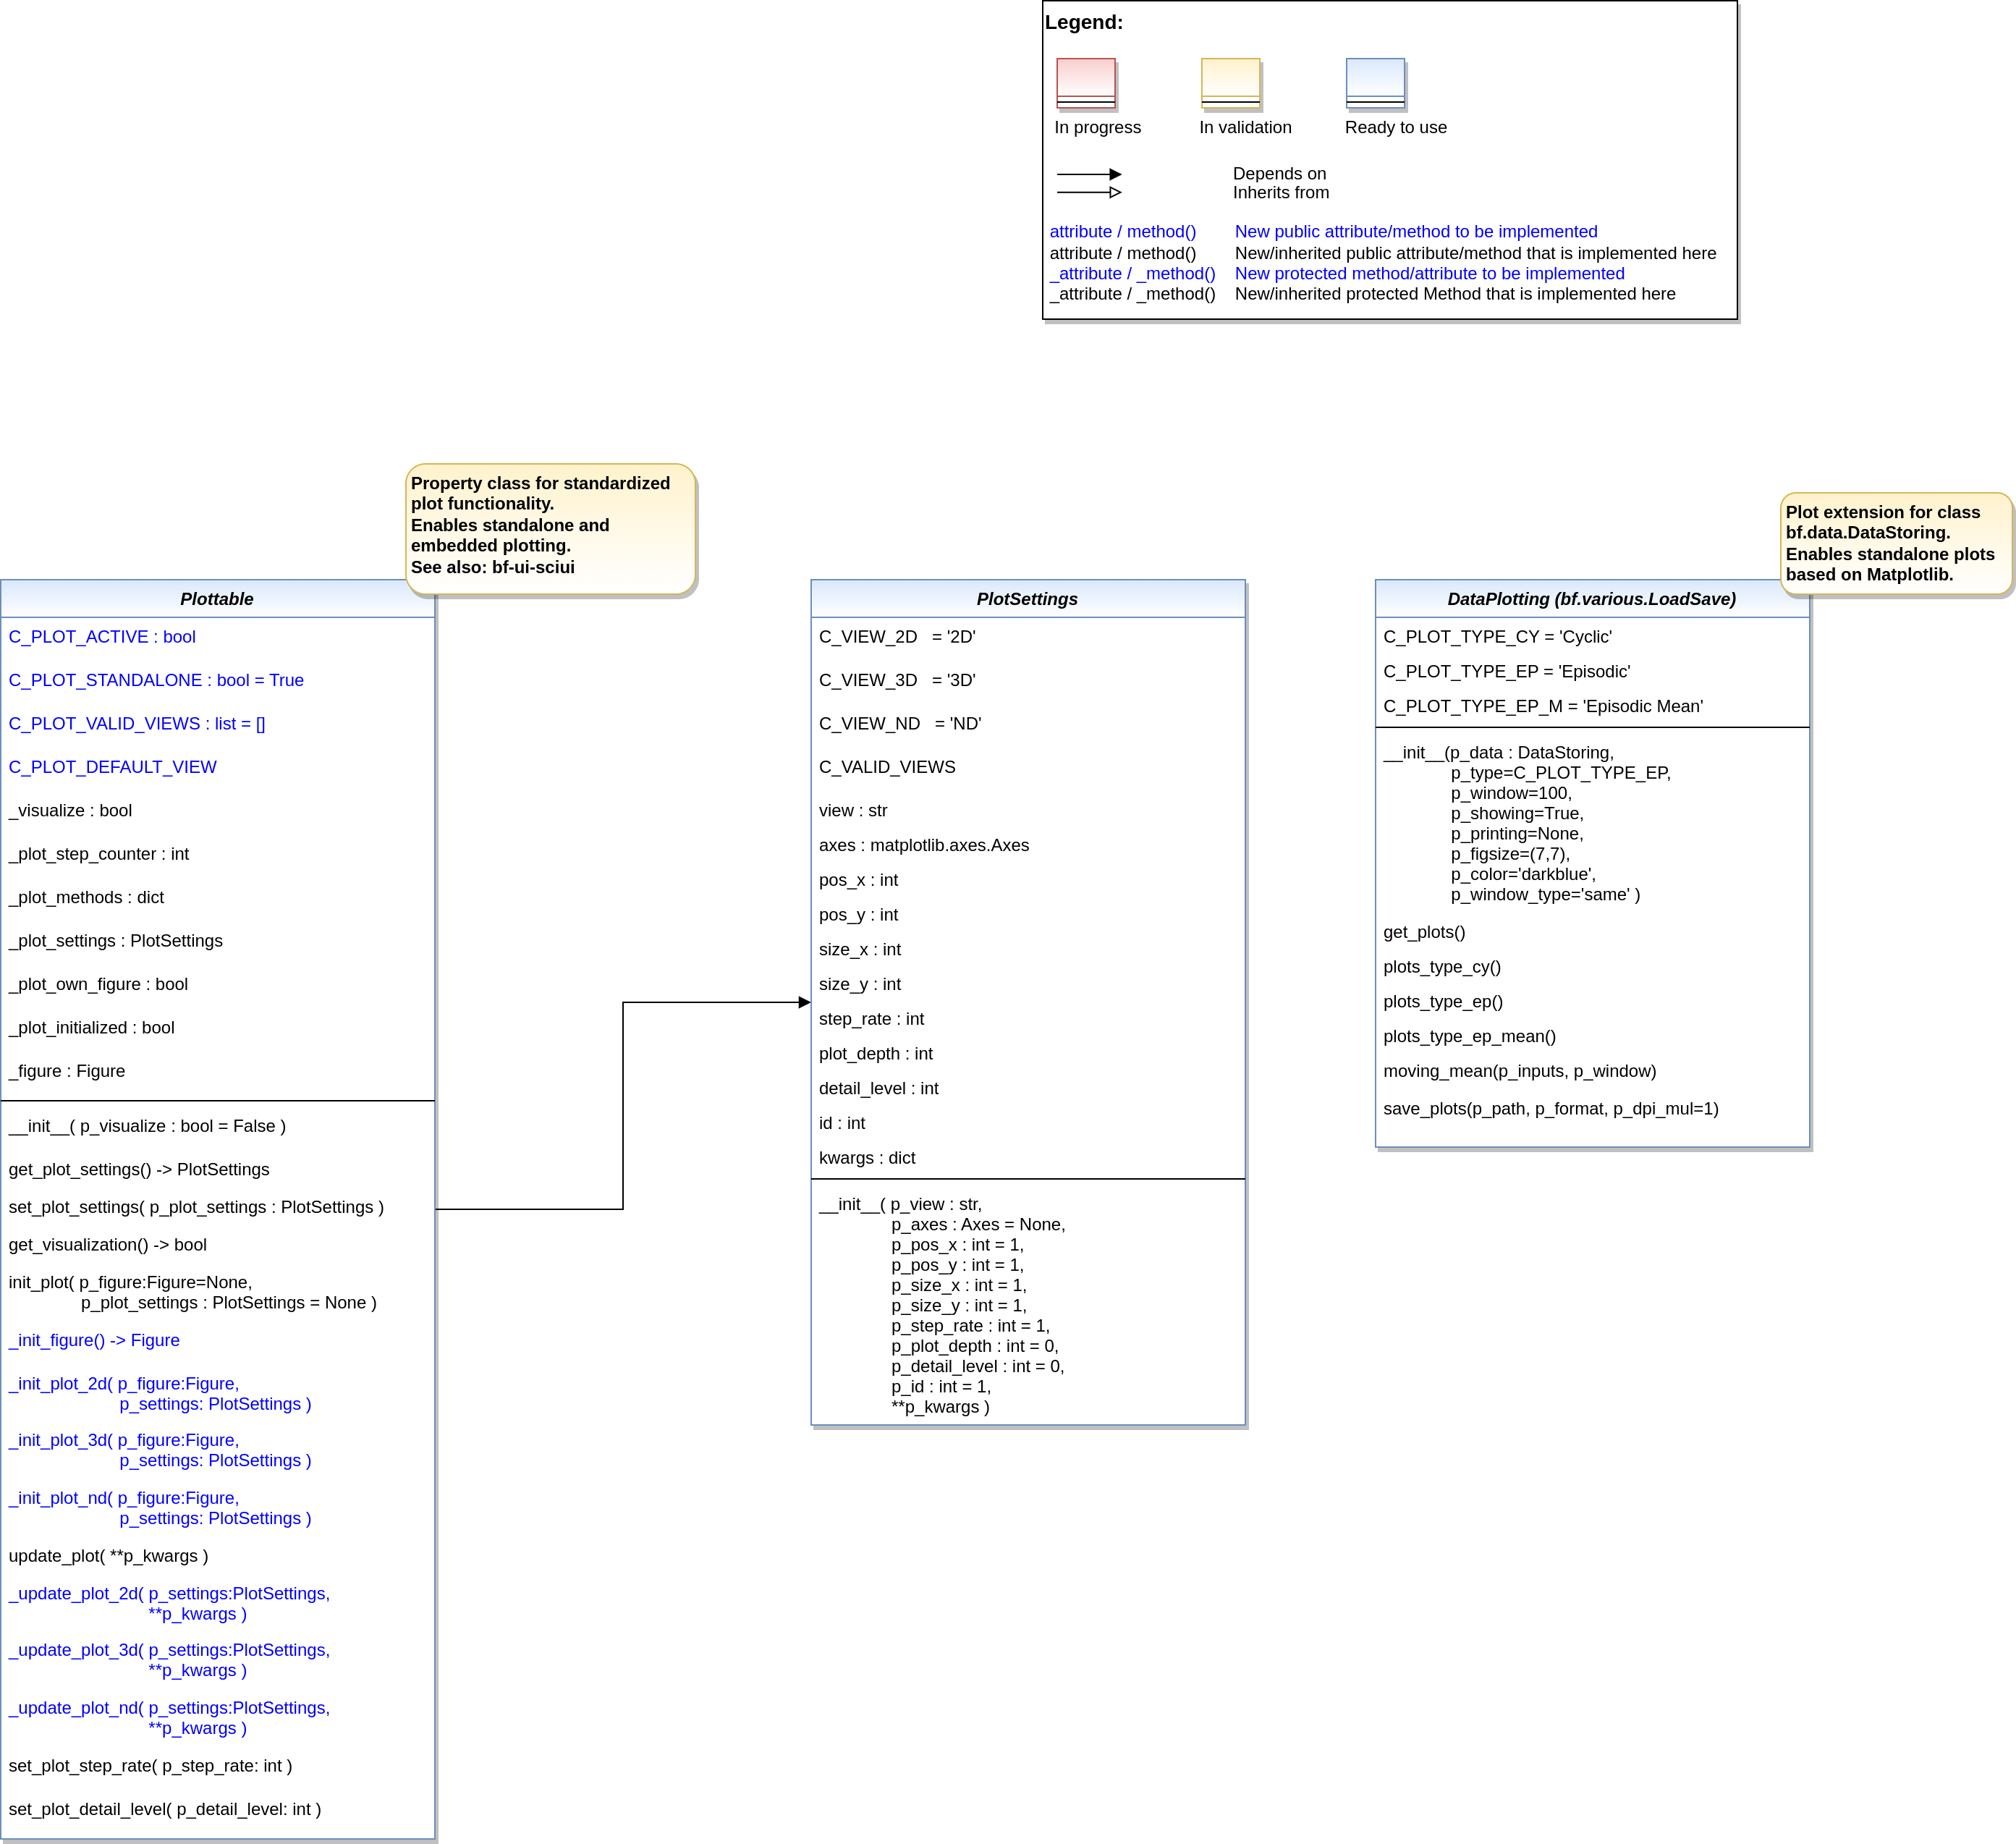 Legend:
In progress
In validation
Ready to use
Depends on
Inherits from
attribute / method() New public attribute/method to be implemented
attribute / method() New/inherited public attribute/method that is implemented here
_attribute / _method() New protected method/attribute to be implemented
_attribute / _method() New/inherited protected Method that is implemented here
Property class for standardized
plot functionality.
Enables standalone and
embedded plotting.
See also: bf-ui-sciui
Plottable
C_PLOT_ACTIVE : bool
C_PLOT_STANDALONE : bool = True
C_PLOT_VALID_VIEWS : list = []
C_PLOT_DEFAULT_VIEW
_visualize : bool
_plot_step_counter : int
_plot_methods : dict
_plot_settings : PlotSettings
_plot_own_figure : bool
_plot_initialized : bool
_figure : Figure
__init__( p_visualize : bool = False )
get_plot_settings() -> PlotSettings
set_plot_settings( p_plot_settings : PlotSettings )
get_visualization() -> bool
init_plot( p_figure:Figure=None,
p_plot_settings : PlotSettings = None )
_init_figure() -> Figure
_init_plot_2d( p_figure:Figure,
p_settings: PlotSettings )
_init_plot_3d( p_figure:Figure,
p_settings: PlotSettings )
_init_plot_nd( p_figure:Figure,
p_settings: PlotSettings )
update_plot( **p_kwargs )
_update_plot_2d( p_settings:PlotSettings,
**p_kwargs )
_update_plot_3d( p_settings:PlotSettings,
**p_kwargs )
_update_plot_nd( p_settings:PlotSettings,
**p_kwargs )
set_plot_step_rate( p_step_rate: int )
set_plot_detail_level( p_detail_level: int )
PlotSettings
C_VIEW_2D = '2D'
C_VIEW_3D = '3D'
C_VIEW_ND = 'ND'
C_VALID_VIEWS
view : str
axes : matplotlib.axes.Axes
pos_x : int
pos_y : int
size_x : int
size_y : int
step_rate : int
plot_depth : int
detail_level : int
id : int
kwargs : dict
__init__( p_view : str,
p_axes : Axes = None,
p_pos_x : int = 1,
p_pos_y : int = 1,
p_size_x : int = 1,
p_size_y : int = 1,
p_step_rate : int = 1,
p_plot_depth : int = 0,
p_detail_level : int = 0,
p_id : int = 1,
**p_kwargs )
Plot extension for class
bf.data.DataStoring.
Enables standalone plots
based on Matplotlib.
DataPlotting (bf.various.LoadSave)
C_PLOT_TYPE_CY = 'Cyclic'
C_PLOT_TYPE_EP = 'Episodic'
C_PLOT_TYPE_EP_M = 'Episodic Mean'
__init__(p_data : DataStoring,
p_type=C_PLOT_TYPE_EP,
p_window=100,
p_showing=True,
p_printing=None,
p_figsize=(7,7),
p_color='darkblue',
p_window_type='same' )
get_plots()
plots_type_cy()
plots_type_ep()
plots_type_ep_mean()
moving_mean(p_inputs, p_window)
save_plots(p_path, p_format, p_dpi_mul=1)